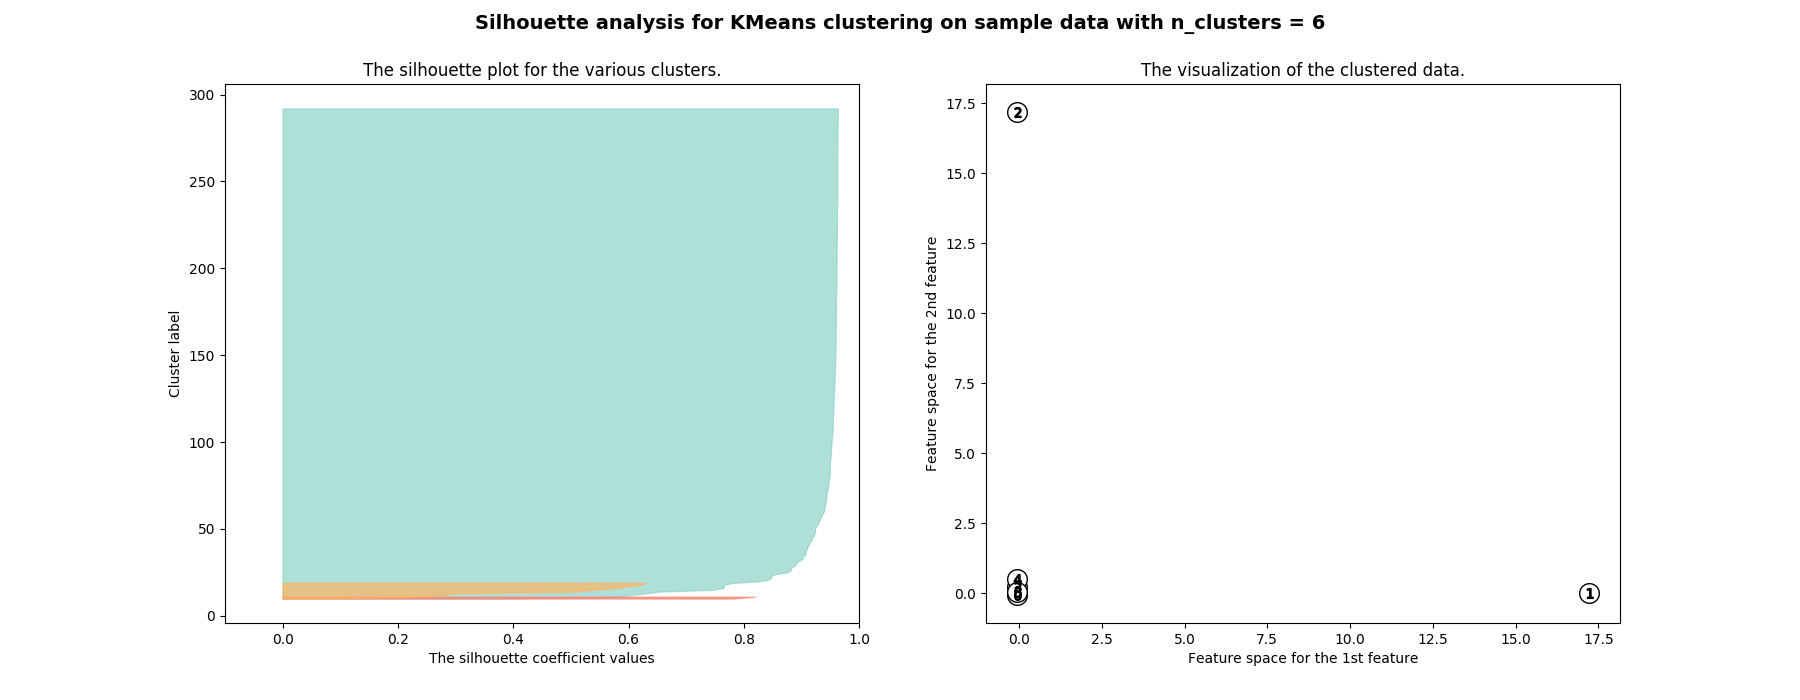 Silhouette analysis for KMeans clustering on sample data with n_clusters = 6
The silhouette plot for the various clusters.
300
250
200
150
100
50
0
Cluster label
0.0 0.2 0.4 0.6 0.8 1.0
The silhouette coefficient values
The visualization of the clustered data.
17.5
15.0
12.5
10.0
7.5
5.0
2.5
0.0
Feature space for the 2nd feature
2
4
1
0.0 2.5 5.0 7.5 10.0 12.5 15.0 17.5
Feature space for the 1st feature